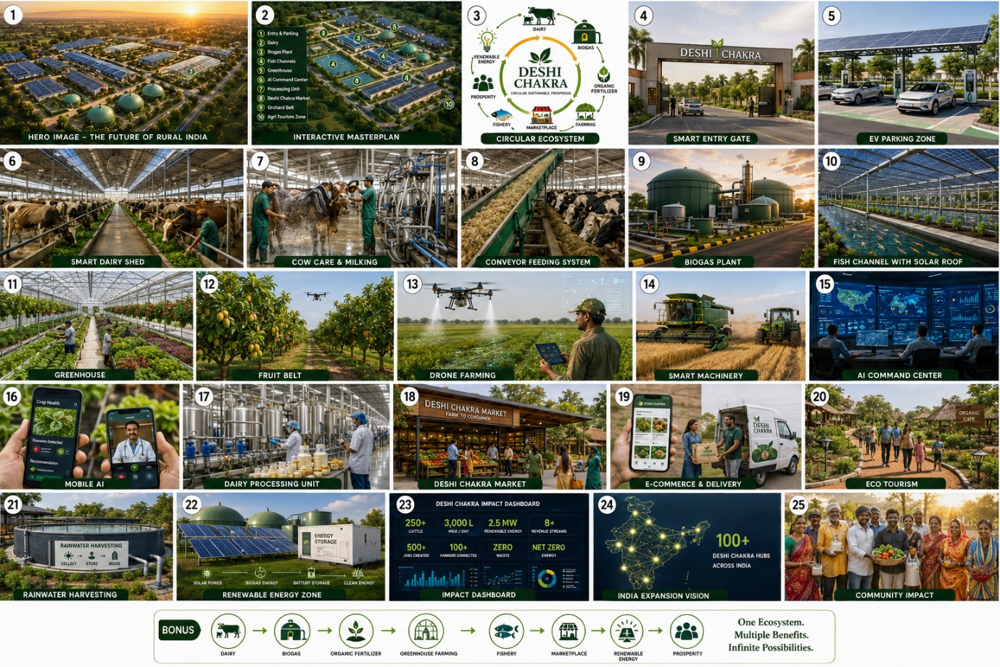 1
HERO IMAGE – THE FUTURE OF RURAL INDIA
2
1 Entry & Parking
2 Dairy
3 Biogas Plant
4 Fish Channels
5 Greenhouse
6 AI Command Center
7 Processing Unit
8 Deshi Chakra Market
9 Orchard Belt
10 Agri Tourism Zone
10
INTERACTIVE MASTERPLAN
3
DAIRY
BIOGAS
ORGANIC
FERTILIZER
FARMING
MARKETPLACE
FISHERY
PROSPERITY
RENEWABLE
ENERGY
DESHI
CHAKRA
CIRCULAR. SUSTAINABLE. PROSPEROUS
CIRCULAR ECOSYSTEM
4
DESHI CHAKRA
SMART ENTRY GATE
5
EV PARKING ZONE
6
SMART DAIRY SHED
7
COW CARE & MILKING
8
CONVEYOR FEEDING SYSTEM
9
BIOGAS PLANT
10
FISH CHANNEL WITH SOLAR ROOF
11
GREENHOUSE
12
FRUIT BELT
13
DRONE FARMING
14
SMART MACHINERY
15
AI COMMAND CENTER
16
Crop Health
Diseases Detected
Recommendation
MOBILE AI
17
DAIRY PROCESSING UNIT
18
DESHI CHAKRA MARKET
FARM TO CONSUMER
DESHI CHAKRA MARKET
19
DESHI CHAKRA
DESHI
CHAKRA
E-COMMERCE & DELIVERY
20
ORGANIC
CAFE
ECO TOURISM
21
RAINWATER HARVESTING
COLLECT
STORE
REUSE
RAINWATER HARVESTING
22
ENERGY
STORAGE
SOLAR POWER
BIOGAS ENERGY
BATTERY STORAGE
CLEAN ENERGY
RENEWABLE ENERGY ZONE
23
DESHI CHAKRA IMPACT DASHBOARD
250+
CATTLE
3,000 L
MILK / DAY
2.5 MW
RENEWABLE ENERGY
8+
REVENUE STREAMS
500+
JOBS CREATED
100+
FARMERS CONNECTED
ZERO
WASTE
NET ZERO
ENERGY
IMPACT DASHBOARD
24
100+
DESHI CHAKRA HUBS
ACROSS INDIA
INDIA EXPANSION VISION
25
COMMUNITY IMPACT
BONUS
DAIRY
BIOGAS
ORGANIC FERTILIZER
GREENHOUSE FARMING
FISHERY
MARKETPLACE
RENEWABLE
ENERGY
PROSPERITY
One Ecosystem.
Multiple Benefits.
Infinite Possibilities.